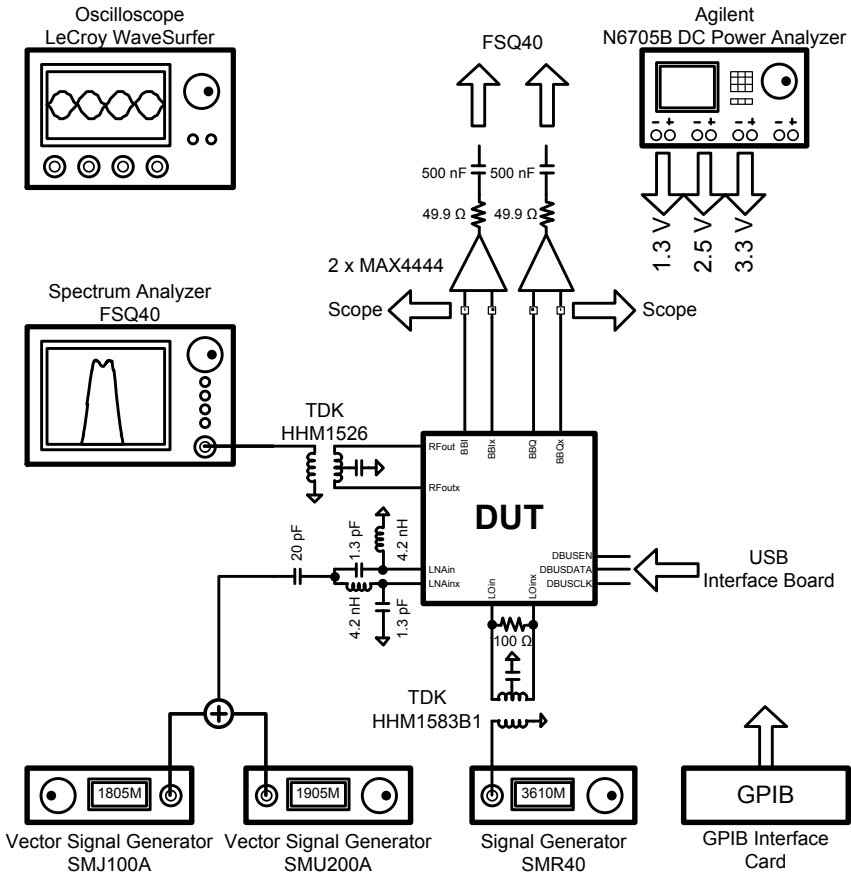 Oscilloscope
LeCroy WaveSurfer
FSQ40
Agilent
N6705B DC Power Analyzer
- + - + - + - +
500 nF
500 nF
49.9 Ω
49.9 Ω
1.3 V
2.5 V
3.3 V
2 x MAX4444
Scope
Scope
Spectrum Analyzer
FSQ40
TDK
HHM1526
BBI
BBIx
BBQ
BBQx
RFout
RFoutx
DUT
20 pF
1.3 pF
4.2 nH
LNAin
LNAinx
4.2 nH
1.3 pF
LOin
LOinx
DBUSEN
DBUSDATA
DBUSCLK
USB
Interface Board
100 Ω
TDK
HHM1583B1
+
1805M
1905M
3610M
GPIB
Vector Signal Generator
SMJ100A
Vector Signal Generator
SMU200A
Signal Generator
SMR40
GPIB Interface
Card